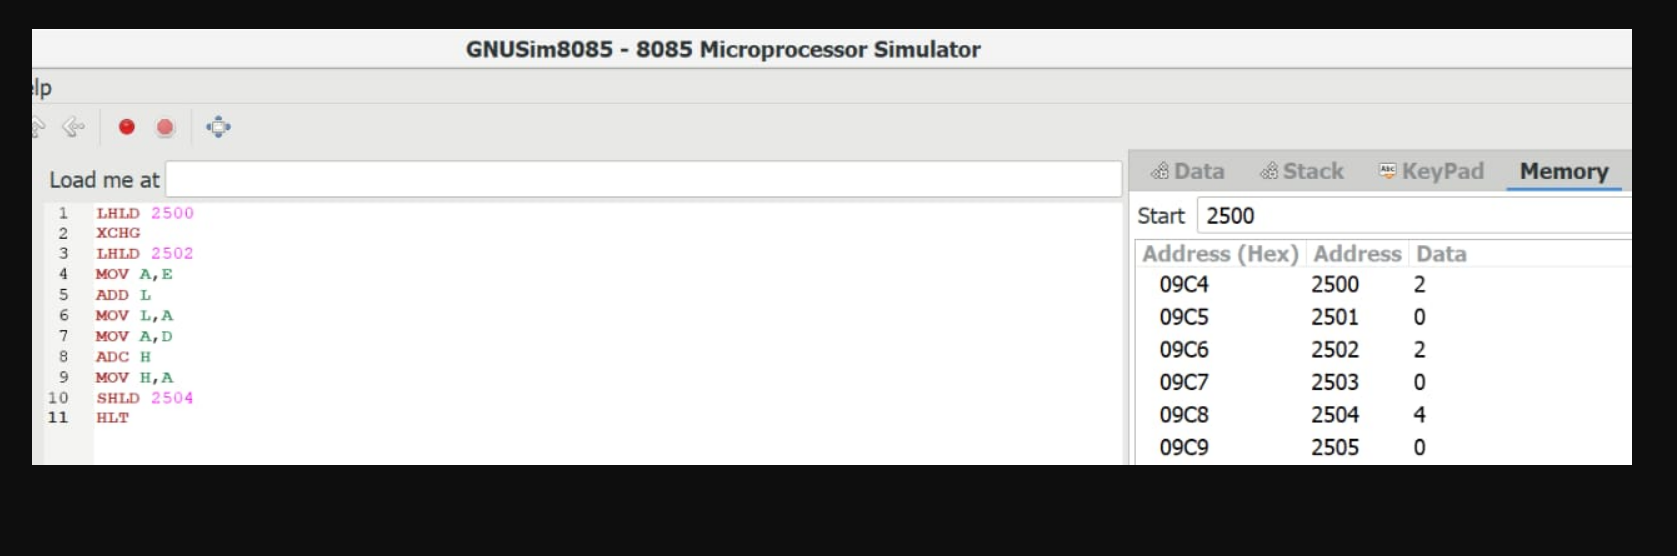 GNUSim8085 - 8085 Microprocessor Simulator
elp
Load me at
Data Stack KeyPad Memory
Start 2500
1 LHLD 2500
2 XCHG
3 LHLD 2502
4 MOV A,E
5 ADD L
6 MOV L,A
7 MOV A,D
8 ADC H
9 MOV H,A
10 SHLD 2504
11 HLT
Address (Hex) Address Data
09C4 2500 2
09C5 2501 0
09C6 2502 2
09C7 2503 0
09C8 2504 4
09C9 2505 0